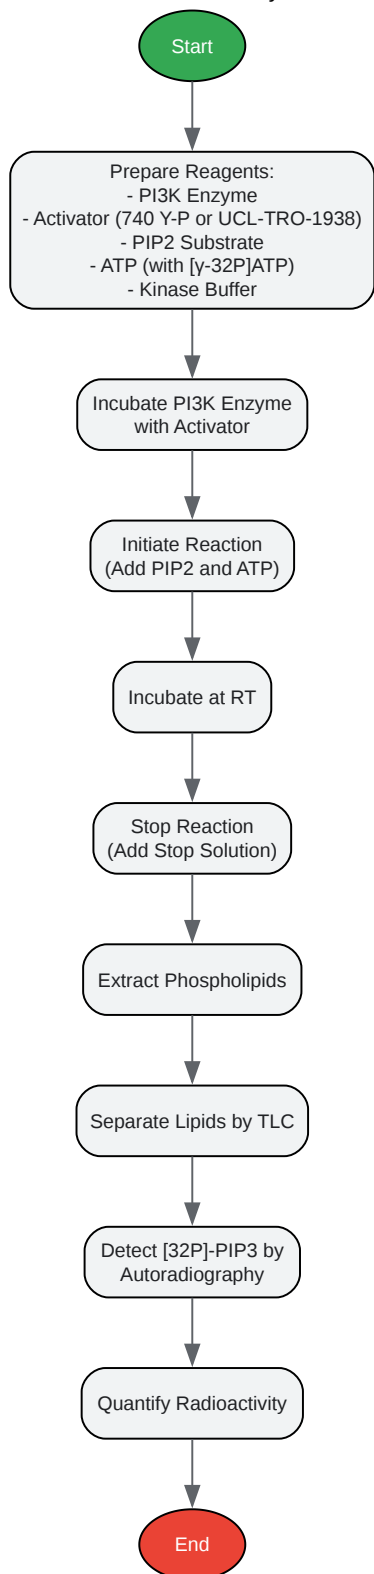 Start
Prepare Reagents:
- PI3K Enzyme
- Activator (740 Y-P or UCL-TRO-1938)
- PIP2 Substrate
- ATP (with [γ-32P]ATP)
- Kinase Buffer
Incubate PI3K Enzyme
with Activator
Initiate Reaction
(Add PIP2 and ATP)
Incubate at RT
Stop Reaction
(Add Stop Solution)
Extract Phospholipids
Separate Lipids by TLC
Detect [32P]-PIP3 by
Autoradiography
Quantify Radioactivity
End